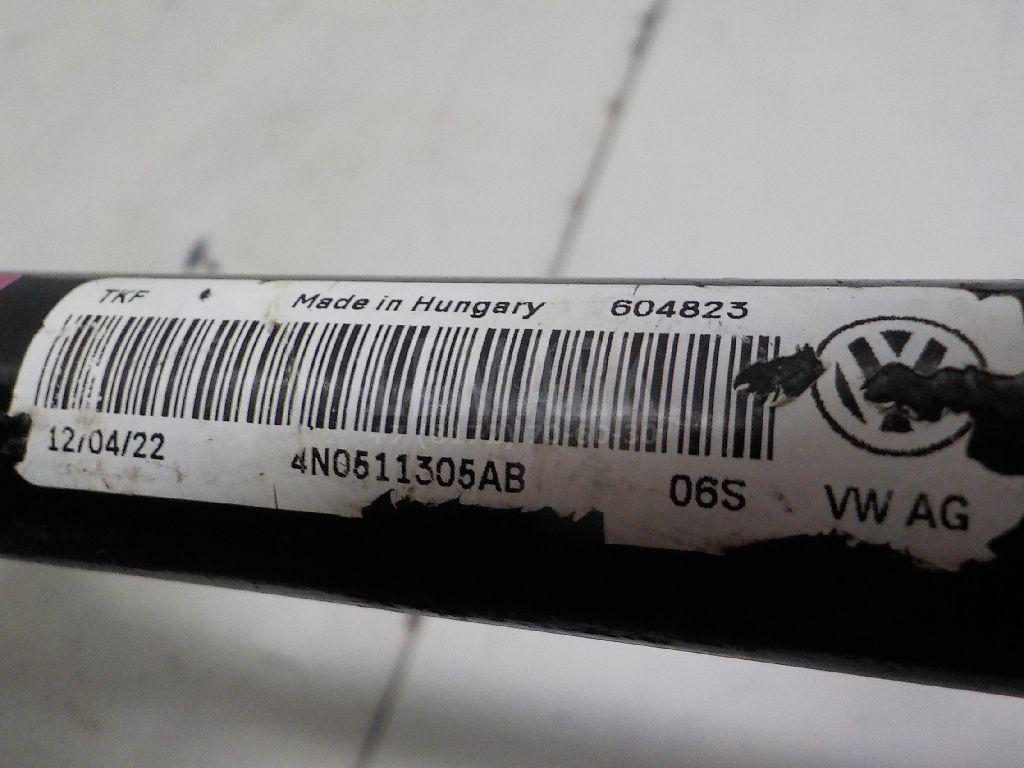 TKF Made in Hungary 604823
12/04/22 4N0511305AB 06S VW AG